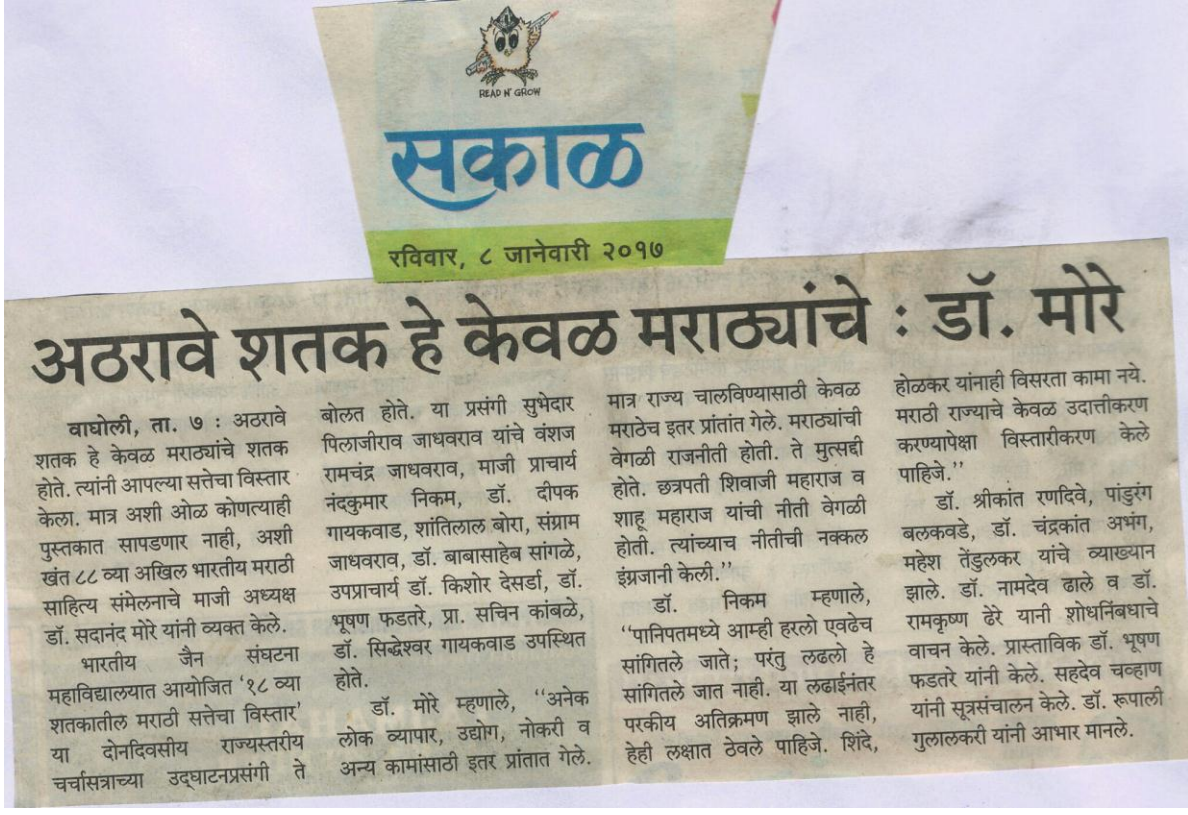 READ N' GROW
सकाळ
रविवार, ८ जानेवारी २०१७
अठरावे शतक हे केवळ मराठ्यांचे : डॉ. मोरे
वाघोली, ता. ७ : अठरावे
शतक हे केवळ मराठ्यांचे शतक
होते. त्यांनी आपल्या सत्तेचा विस्तार
केला. मात्र अशी ओळ कोणत्याही
पुस्तकात सापडणार नाही, अशी
खंत ८८ व्या अखिल भारतीय मराठी
साहित्य संमेलनाचे माजी अध्यक्ष
डॉ. सदानंद मोरे यांनी व्यक्त केले.
भारतीय जैन संघटना
महाविद्यालयात आयोजित ‘१८ व्या
शतकातील मराठी सत्तेचा विस्तार’
या दोनदिवसीय राज्यस्तरीय
चर्चासत्राच्या उद्‌घाटनप्रसंगी ते
बोलत होते. या प्रसंगी सुभेदार
पिलाजीराव जाधवराव यांचे वंशज
रामचंद्र जाधवराव, माजी प्राचार्य
नंदकुमार निकम, डॉ. दीपक
गायकवाड, शांतिलाल बोरा, संग्राम
जाधवराव, डॉ. बाबासाहेब सांगळे,
उपप्राचार्य डॉ. किशोर देसर्डा, डॉ.
भूषण फडतरे, प्रा. सचिन कांबळे,
डॉ. सिद्धेश्वर गायकवाड उपस्थित
होते.
डॉ. मोरे म्हणाले, ‘‘अनेक
लोक व्यापार, उद्योग, नोकरी व
अन्य कामांसाठी इतर प्रांतात गेले.
मात्र राज्य चालविण्यासाठी केवळ
मराठेच इतर प्रांतांत गेले. मराठ्यांची
वेगळी राजनीती होती. ते मुत्सद्दी
होते. छत्रपती शिवाजी महाराज व
शाहू महाराज यांची नीती वेगळी
होती. त्यांच्याच नीतीची नक्कल
इंग्रजानी केली.’’
डॉ. निकम म्हणाले,
‘‘पानिपतमध्ये आम्ही हरलो एवढेच
सांगितले जाते; परंतु लढलो हे
सांगितले जात नाही. या लढाईनंतर
परकीय अतिक्रमण झाले नाही,
हेही लक्षात ठेवले पाहिजे. शिंदे,
होळकर यांनाही विसरता कामा नये.
मराठी राज्याचे केवळ उदात्तीकरण
करण्यापेक्षा विस्तारीकरण केले
पाहिजे.’’
डॉ. श्रीकांत रणदिवे, पांडुरंग
बलकवडे, डॉ. चंद्रकांत अभंग,
महेश तेंडुलकर यांचे व्याख्यान
झाले. डॉ. नामदेव ढाले व डॉ.
रामकृष्ण ढेरे यानी शोधनिंबधाचे
वाचन केले. प्रास्ताविक डॉ. भूषण
फडतरे यांनी केले. सहदेव चव्हाण
यांनी सूत्रसंचालन केले. डॉ. रूपाली
गुलालकरी यांनी आभार मानले.